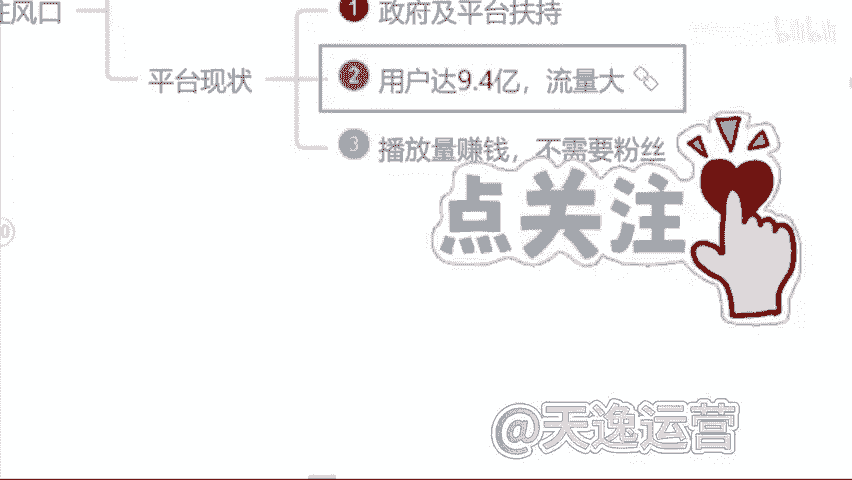 性风口
1 政府及平台扶持
平台现状
2 用户达9.4亿，流量大
3 播放量赚钱，不需要粉丝
点关注
@天逸运营
bilibili